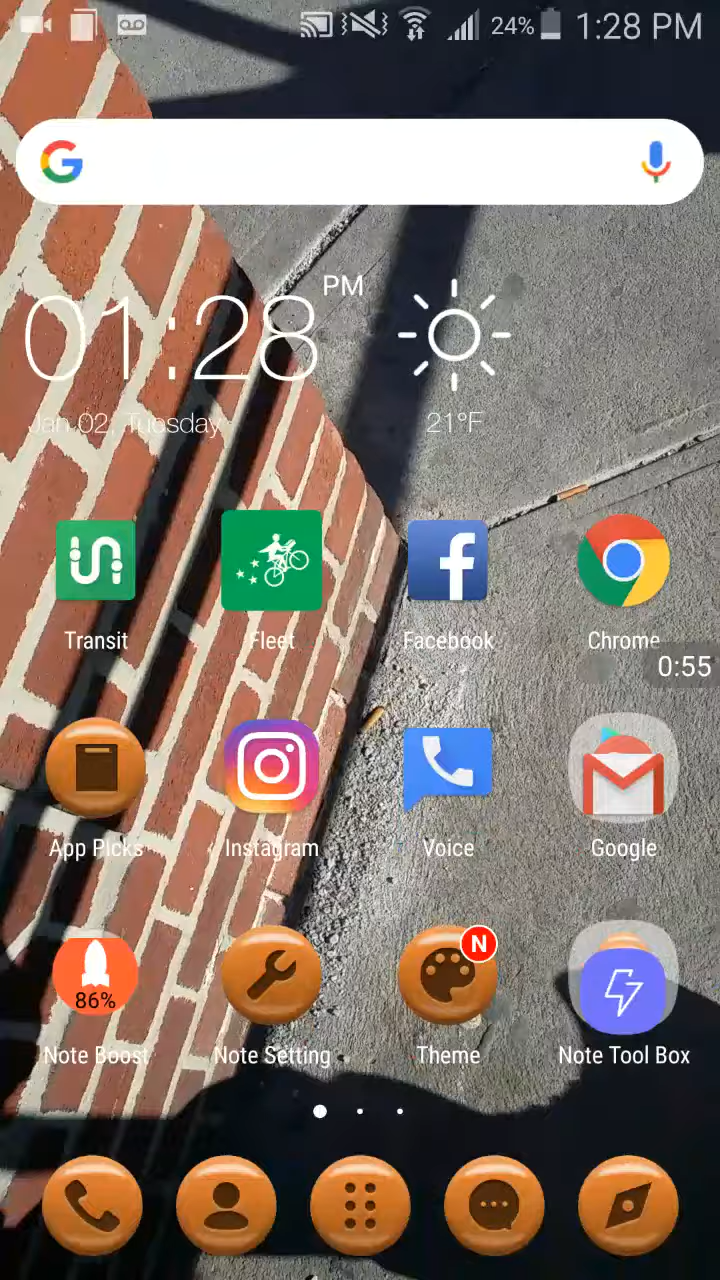 24% 1:28 PM
G
01:28 PM
Jan 02, Tuesday
21°F
Transit
Fleet
Facebook
Chrome
0:55
App Picks
Instagram
Voice
Google
N
86%
Note Boost
Note Setting
Theme
Note Tool Box